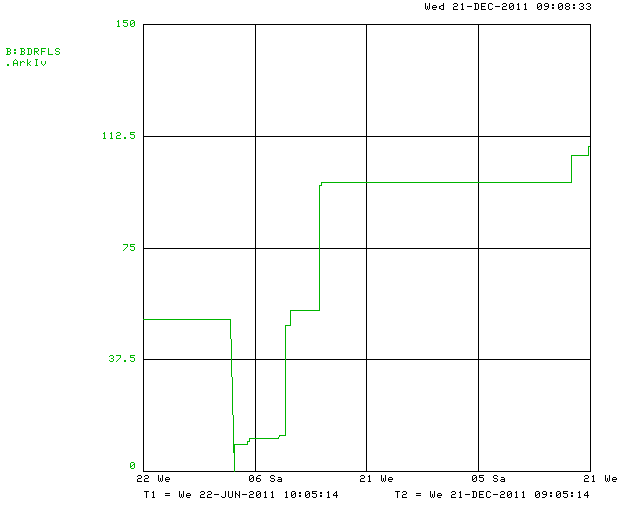 Wed 21-DEC-2011 09:08:33
150
B:BDRFLS
.ArkIv
112.5
75
37.5
0
22 We 06 Sa 21 We 05 Sa 21 We
T1 = We 22-JUN-2011 10:05:14 T2 = We 21-DEC-2011 09:05:14